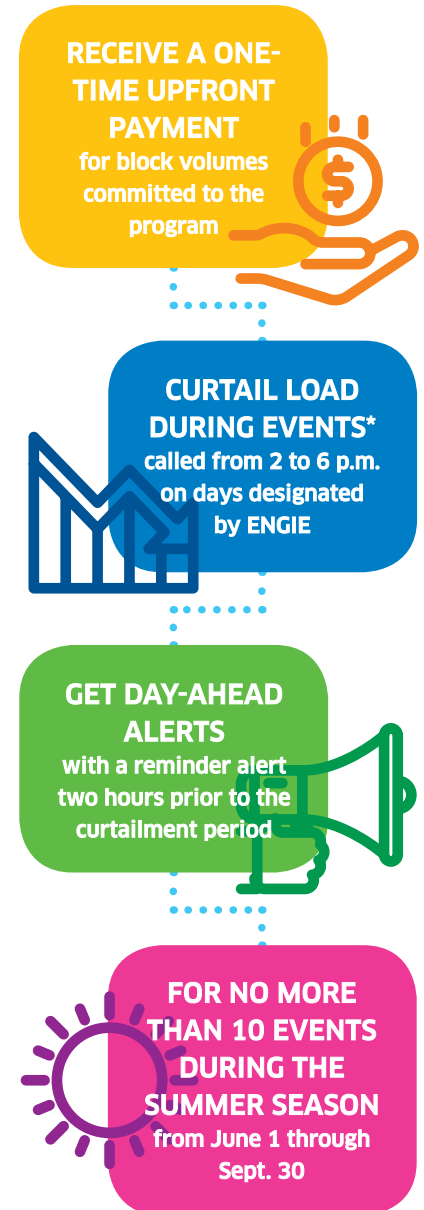 RECEIVE A ONE-
TIME UPFRONT
PAYMENT
for block volumes
committed to the
program
$
CURTAIL LOAD
DURING EVENTS*
called from 2 to 6 p.m.
on days designated
by ENGIE
GET DAY-AHEAD
ALERTS
with a reminder alert
two hours prior to the
curtailment period
FOR NO MORE
THAN 10 EVENTS
DURING THE
SUMMER SEASON
from June 1 through
Sept. 30